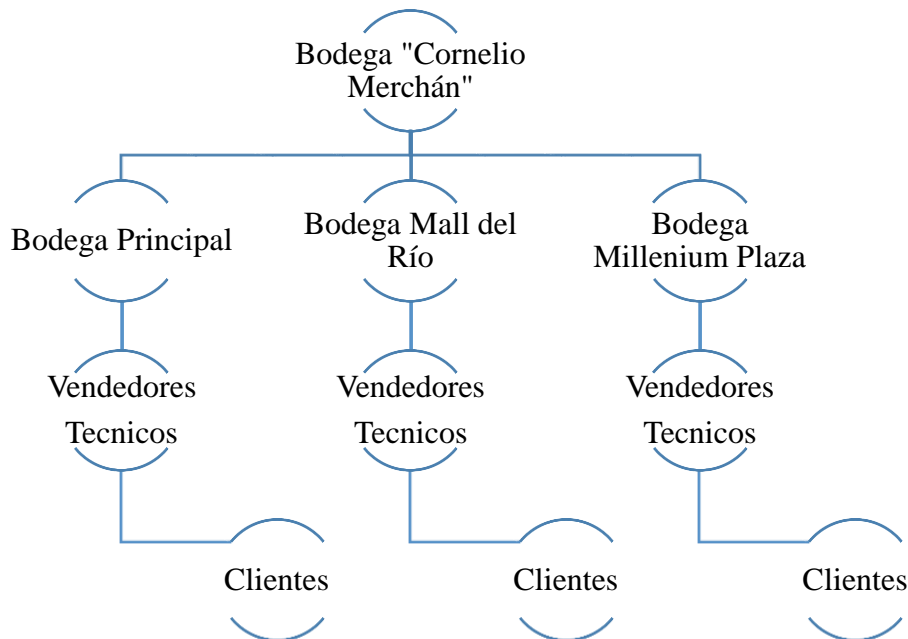 Bodega "Cornelio
Merchán"
Bodega Principal
Bodega Mall del
Río
Bodega
Millenium Plaza
Vendedores
Tecnicos
Vendedores
Tecnicos
Vendedores
Tecnicos
Clientes
Clientes
Clientes